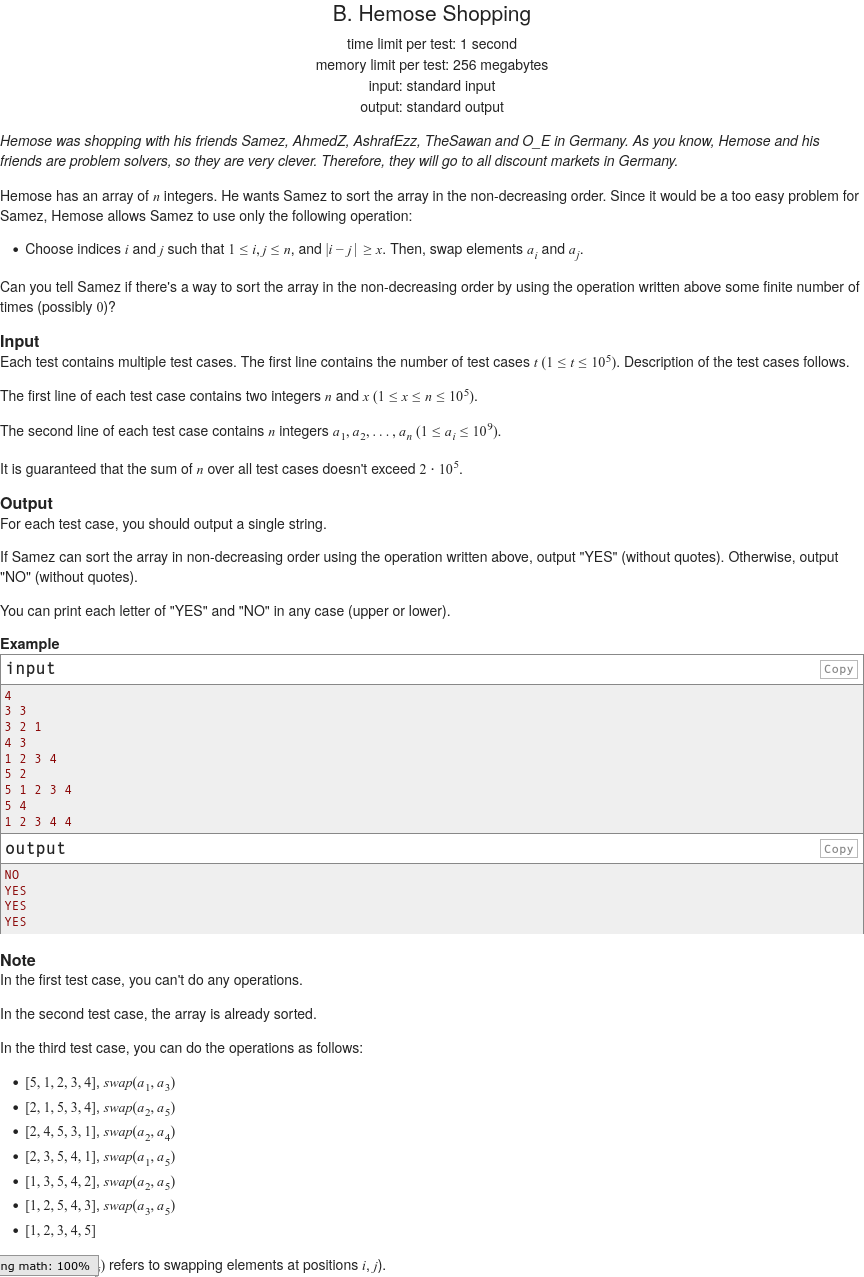 B. Hemose Shopping
time limit per test: 1 second
memory limit per test: 256 megabytes
input: standard input
output: standard output
Hemose was shopping with his friends Samez, AhmedZ, AshrafEzz, TheSawan and O_E in Germany. As you know, Hemose and his
friends are problem solvers, so they are very clever. Therefore, they will go to all discount markets in Germany.
Hemose has an array of n integers. He wants Samez to sort the array in the non-decreasing order. Since it would be a too easy problem for
Samez, Hemose allows Samez to use only the following operation:
• Choose indices i and j such that 1 ≤ i, j ≤ n, and |i − j| ≥ x. Then, swap elements a_i and a_j.
Can you tell Samez if there's a way to sort the array in the non-decreasing order by using the operation written above some finite number of
times (possibly 0)?
Input
Each test contains multiple test cases. The first line contains the number of test cases t (1 ≤ t ≤ 10^5). Description of the test cases follows.
The first line of each test case contains two integers n and x (1 ≤ x ≤ n ≤ 10^5).
The second line of each test case contains n integers a_1, a_2, . . . , a_n (1 ≤ a_i ≤ 10^9).
It is guaranteed that the sum of n over all test cases doesn't exceed 2 · 10^5.
Output
For each test case, you should output a single string.
If Samez can sort the array in non-decreasing order using the operation written above, output "YES" (without quotes). Otherwise, output
"NO" (without quotes).
You can print each letter of "YES" and "NO" in any case (upper or lower).
Example
input Copy
4
3 3
3 2 1
4 3
1 2 3 4
5 2
5 1 2 3 4
5 4
1 2 3 4 4
output Copy
NO
YES
YES
YES
Note
In the first test case, you can't do any operations.
In the second test case, the array is already sorted.
In the third test case, you can do the operations as follows:
• [5, 1, 2, 3, 4], swap(a_1, a_3)
• [2, 1, 5, 3, 4], swap(a_2, a_5)
• [2, 4, 5, 3, 1], swap(a_2, a_4)
• [2, 3, 5, 4, 1], swap(a_1, a_5)
• [1, 3, 5, 4, 2], swap(a_2, a_5)
• [1, 2, 5, 4, 3], swap(a_3, a_5)
• [1, 2, 3, 4, 5]
ng math: 100% ) refers to swapping elements at positions i, j).